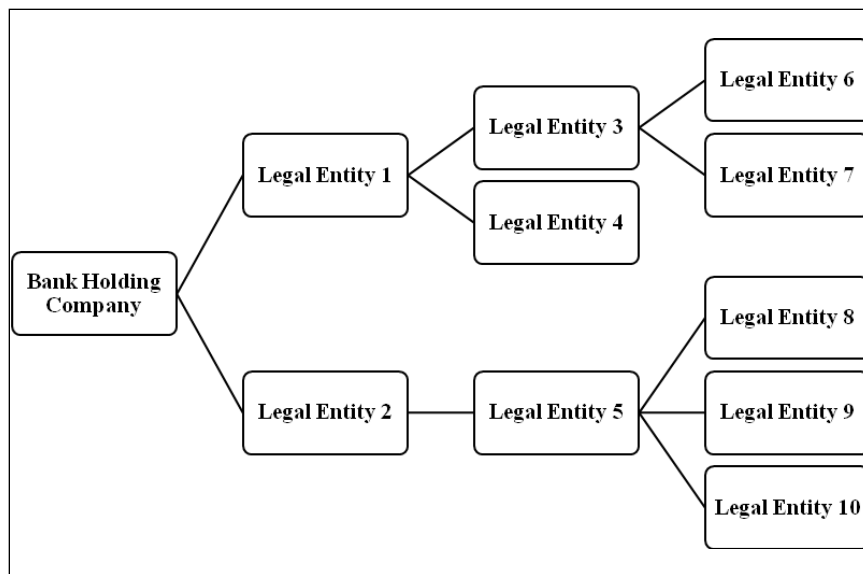 Bank Holding
Company
Legal Entity 1
Legal Entity 2
Legal Entity 3
Legal Entity 4
Legal Entity 5
Legal Entity 6
Legal Entity 7
Legal Entity 8
Legal Entity 9
Legal Entity 10